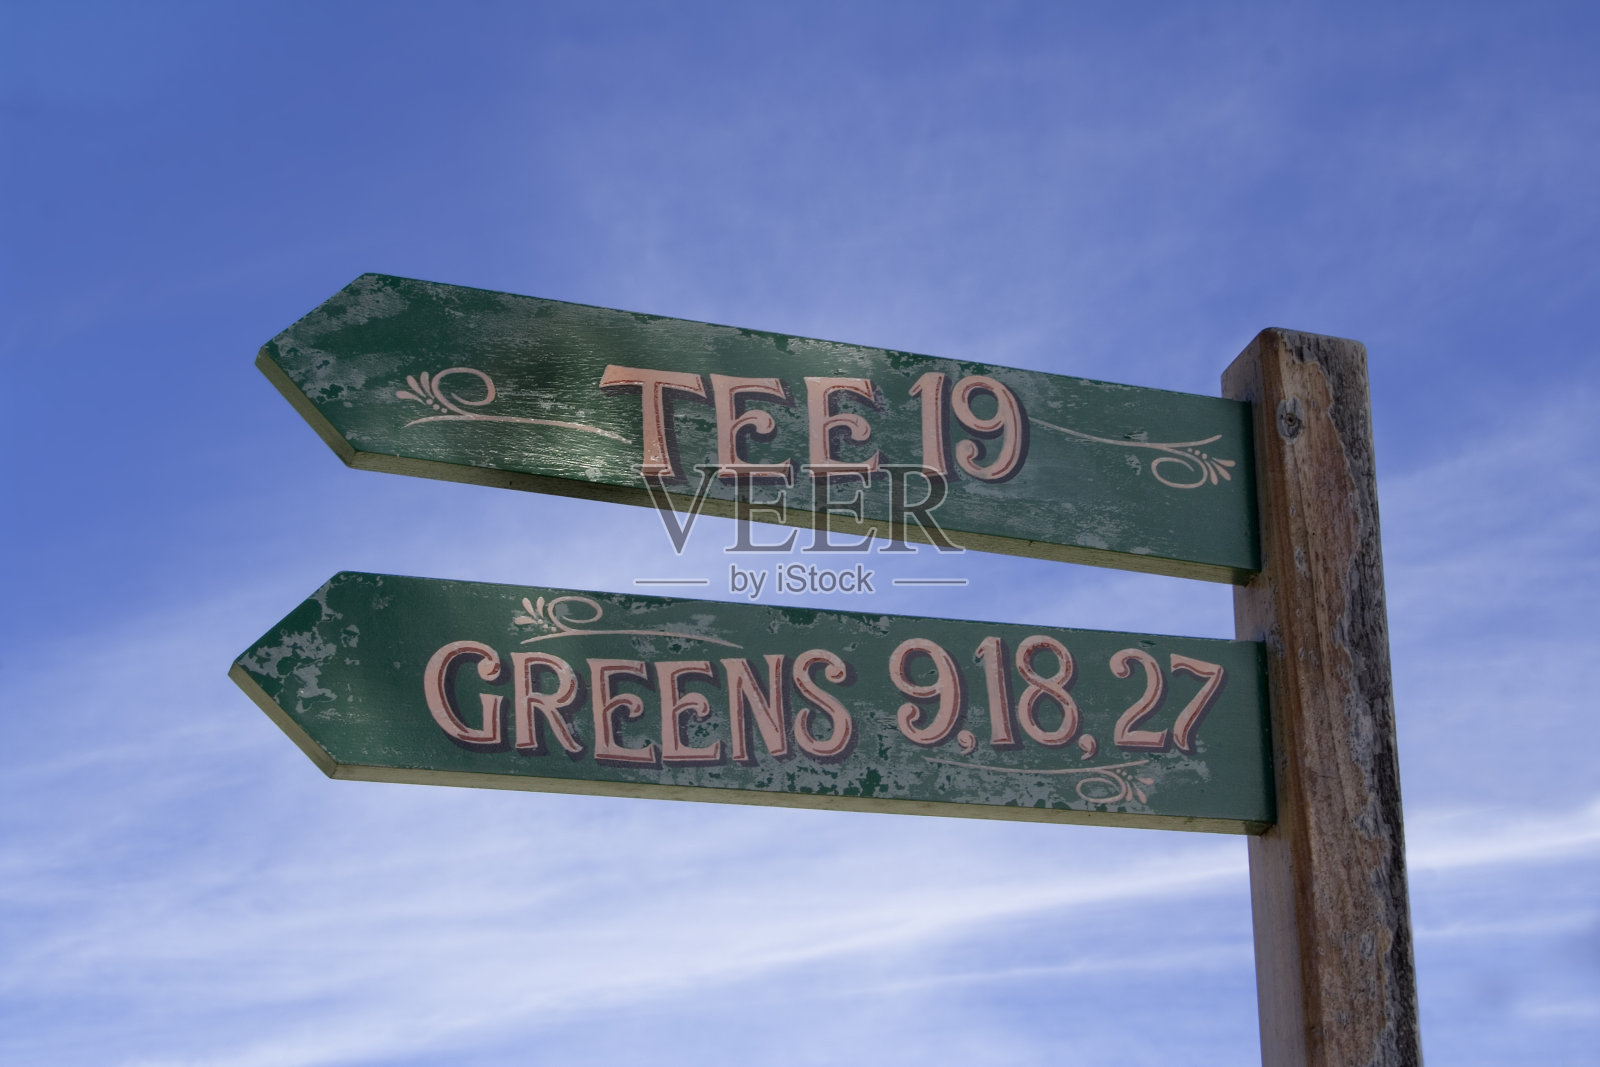 TEE 19
VEER
by iStock
GREENS 9,18,27